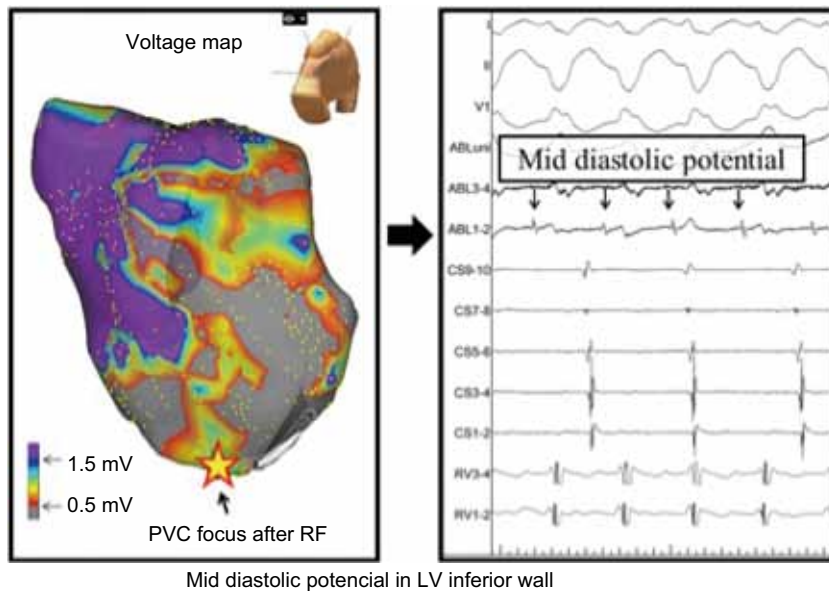 Voltage map
1.5 mV
0.5 mV
PVC focus after RF
I
II
V1
ABLuni
Mid diastolic potential
ABL3-4
ABL1-2
CS9-10
CS7-8
CS5-6
CS3-4
CS1-2
RV3-4
RV1-2
Mid diastolic potencial in LV inferior wall